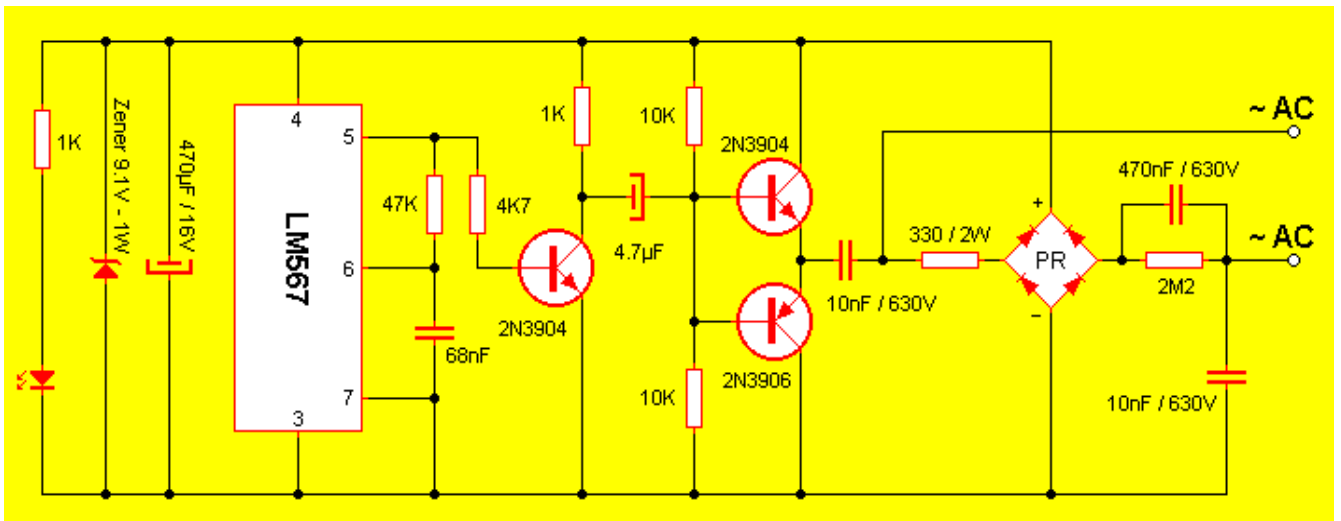 1K
Zener 9.1V - 1W
470µF / 16V
LM567
4
5
6
7
3
47K
4K7
68nF
2N3904
1K
4.7µF
10K
10K
2N3904
2N3906
10nF / 630V
330 / 2W
+
PR
−
~ AC
470nF / 630V
~ AC
2M2
10nF / 630V